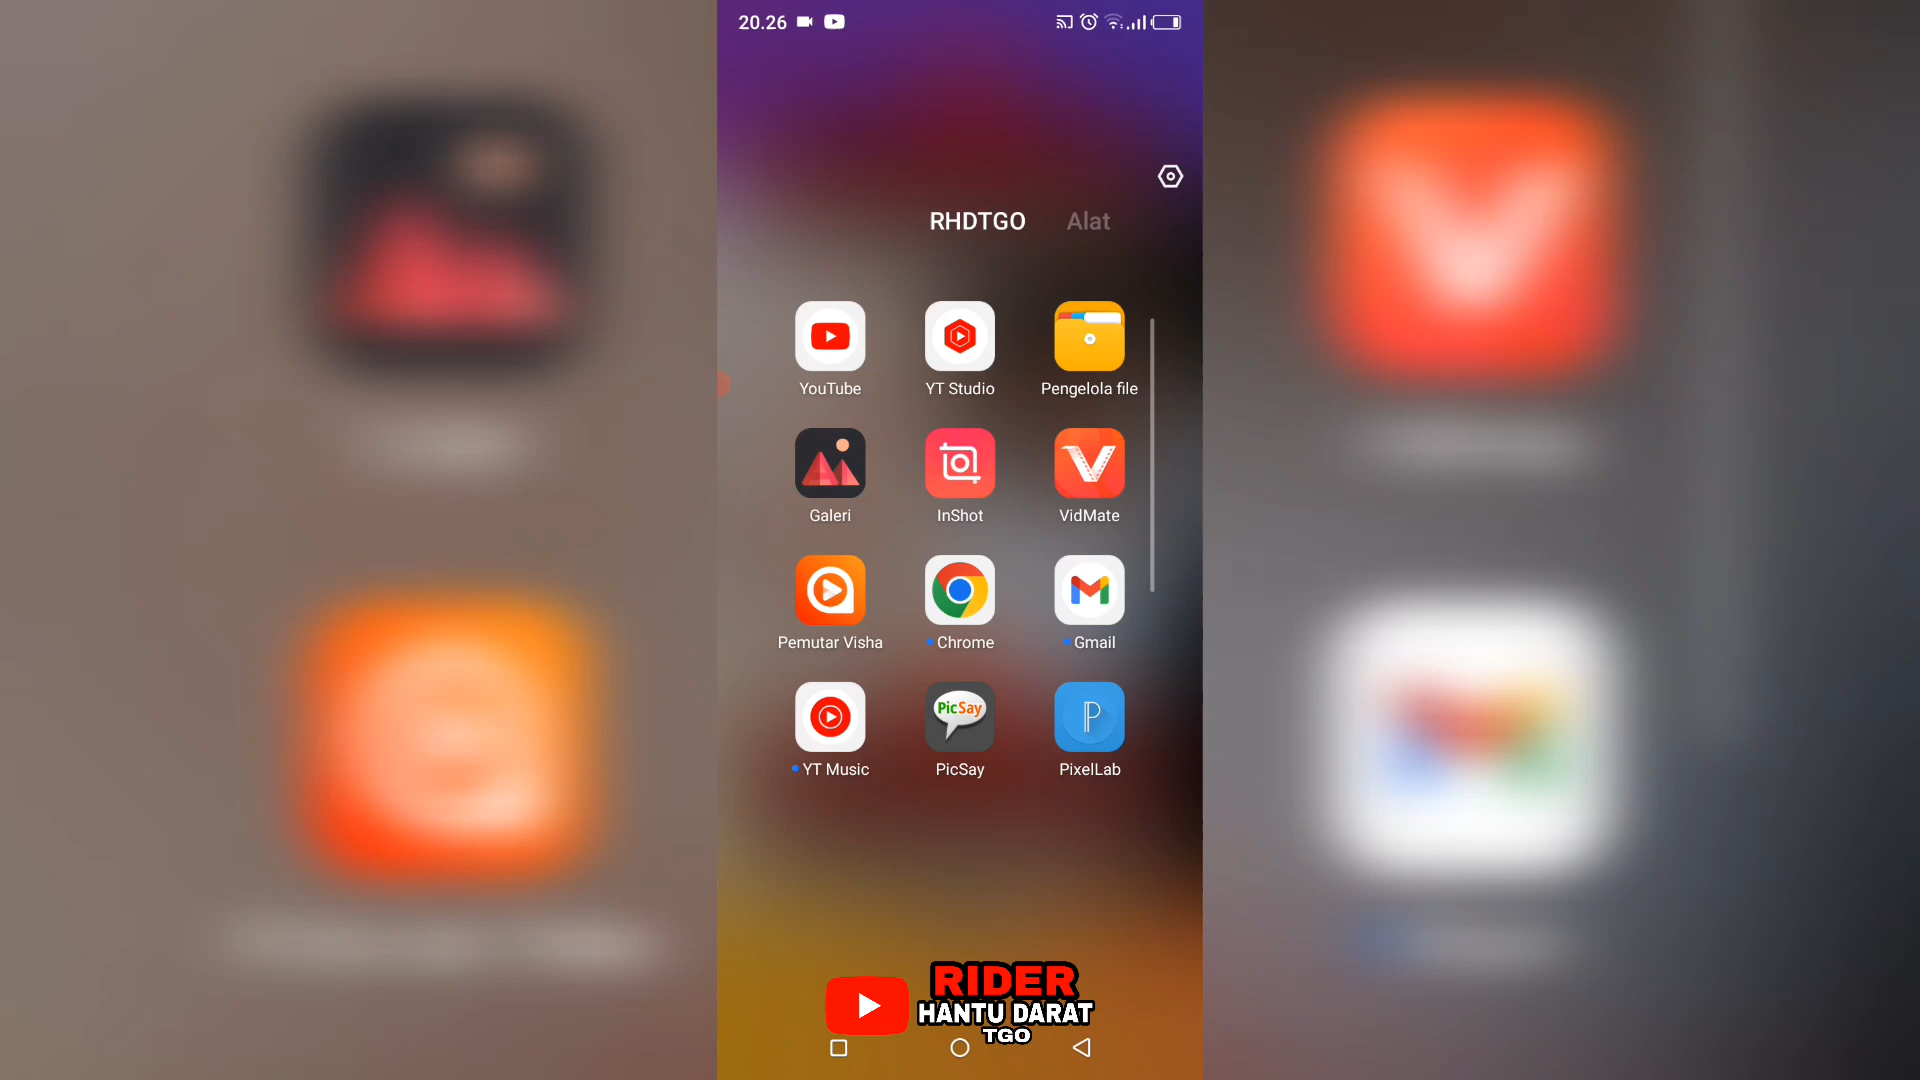 20.26
RHDTGO Alat
YouTube YT Studio Pengelola file
Galeri InShot VidMate
Pemutar Visha Chrome Gmail
PicSay
P
YT Music PicSay PixelLab
RIDER
HANTU DARAT
TGO